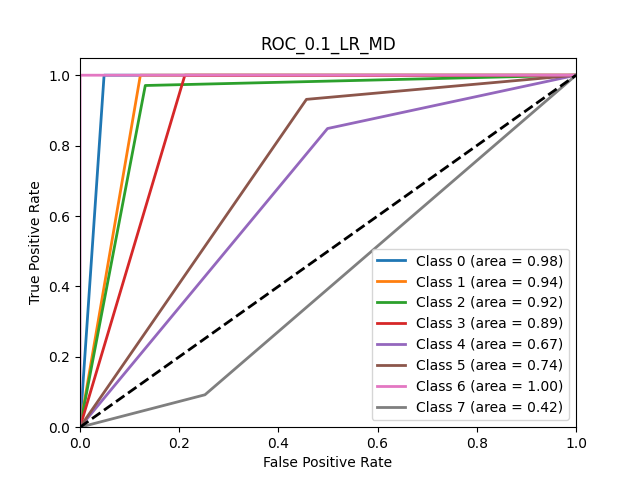 ROC_0.1_LR_MD
1.0
0.8
0.6
0.4
0.2
0.0
True Positive Rate
Class 0 (area = 0.98)
Class 1 (area = 0.94)
Class 2 (area = 0.92)
Class 3 (area = 0.89)
Class 4 (area = 0.67)
Class 5 (area = 0.74)
Class 6 (area = 1.00)
Class 7 (area = 0.42)
0.0 0.2 0.4 0.6 0.8 1.0
False Positive Rate